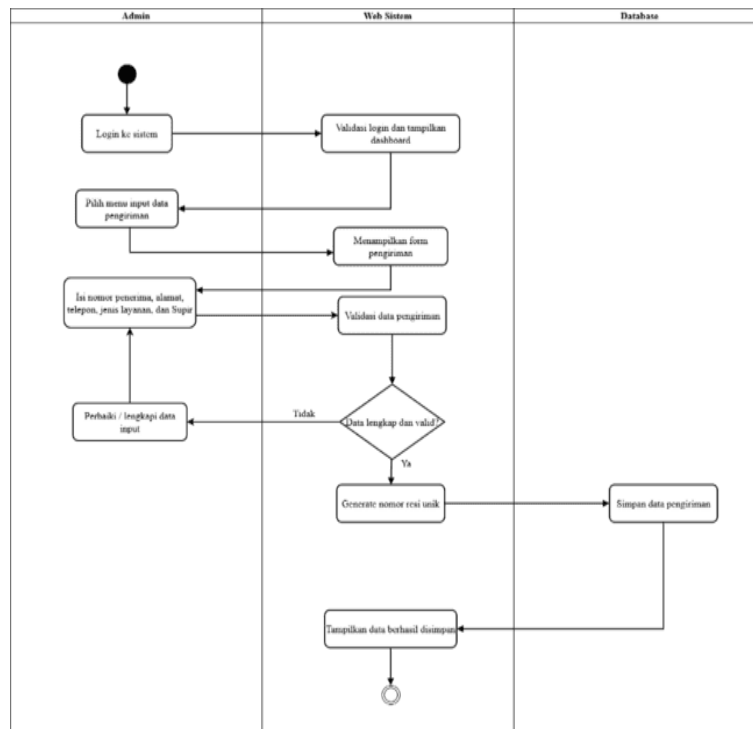 Admin
Web Sistem
Database
Login ke sistem
Validasi login dan tampilkan
dashboard
Pilih menu input data
pengiriman
Menampilkan form
pengiriman
Isi nomor penerima, alamat,
telepon, jenis layanan, dan Supir
Validasi data pengiriman
Perbaiki / lengkapi data
input
Tidak
Data lengkap dan valid?
Ya
Generate nomor resi unik
Simpan data pengiriman
Tampilkan data berhasil disimpan